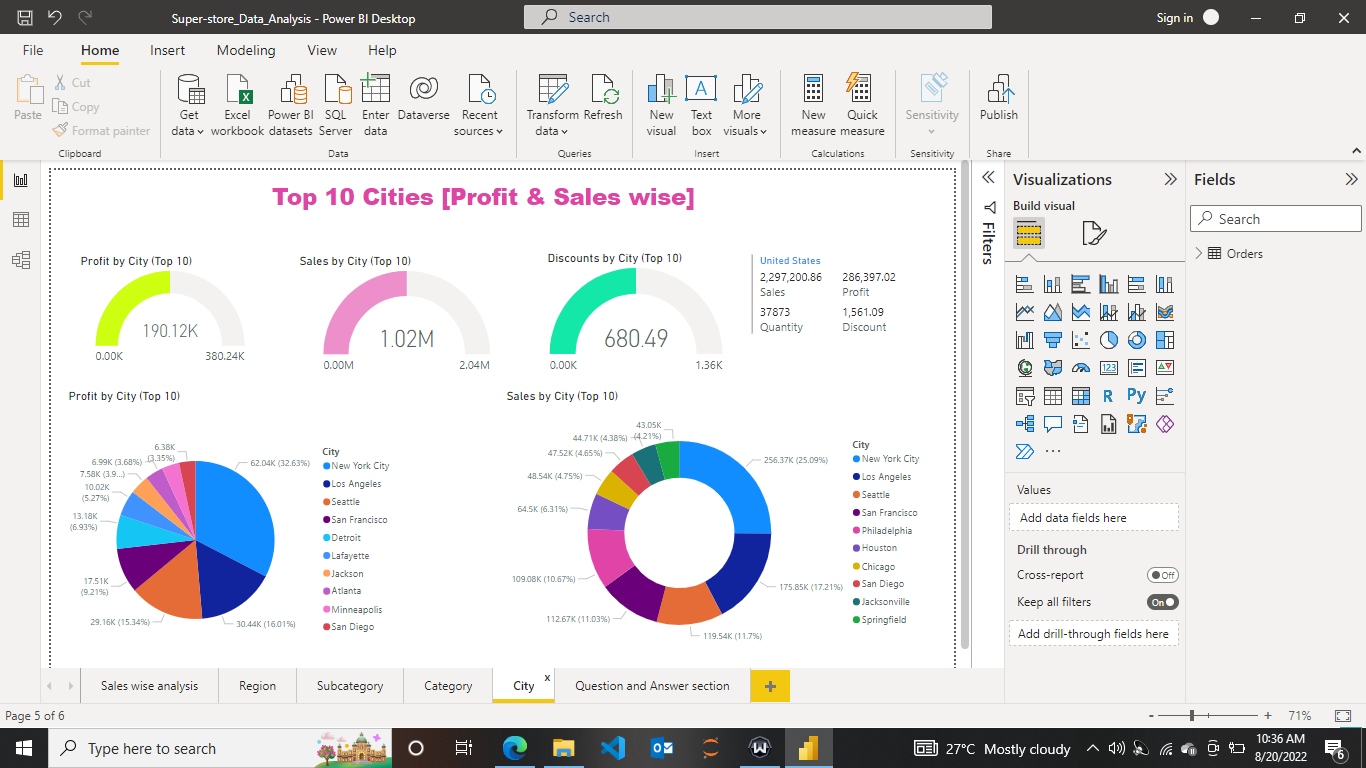 Super-store_Data_Analysis - Power BI Desktop
Search
Sign in
File Home Insert Modeling View Help
Paste
Cut
Copy
Format painter
Clipboard
Get data
Excel workbook
Power BI datasets
SQL Server
Enter data
Dataverse
Recent sources
Data
Transform data
Refresh
Queries
New visual
Text box
More visuals
Insert
New measure
Quick measure
Calculations
Sensitivity
Sensitivity
Publish
Share
Top 10 Cities [Profit & Sales wise]
Profit by City (Top 10)
190.12K
0.00K
380.24K
Sales by City (Top 10)
1.02M
0.00M
2.04M
Discounts by City (Top 10)
680.49
0.00K
1.36K
United States
2,297,200.86 286,397.02
Sales Profit
37873 1,561.09
Quantity Discount
Profit by City (Top 10)
62.04K (32.63%)
30.44K (16.01%)
29.16K (15.34%)
17.51K
(9.21%)
13.18K
(6.93%)
10.02K
(5.27%)
7.58K (3.9...)
6.99K (3.68%)
6.38K
(3.35%)
City
New York City
Los Angeles
Seattle
San Francisco
Detroit
Lafayette
Jackson
Atlanta
Minneapolis
San Diego
Sales by City (Top 10)
256.37K (25.09%)
175.85K (17.21%)
119.54K (11.7%)
112.67K (11.03%)
109.08K (10.67%)
64.5K (6.31%)
48.54K (4.75%)
47.52K (4.65%)
44.71K (4.38%)
43.05K
(4.21%)
City
New York City
Los Angeles
Seattle
San Francisco
Philadelphia
Houston
Chicago
San Diego
Jacksonville
Springfield
Filters
Visualizations
Build visual
123
R
Py
Values
Add data fields here
Drill through
Cross-report
Off
Keep all filters
On
Add drill-through fields here
Fields
Search
Orders
Sales wise analysis
Region
Subcategory
Category
City
x
Question and Answer section
+
Page 5 of 6
- + 71%
Type here to search
27°C Mostly cloudy
10:36 AM
8/20/2022
6